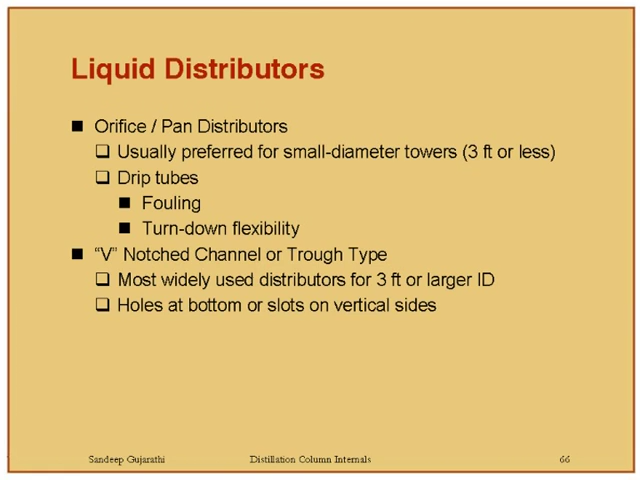 Liquid Distributors
Orifice / Pan Distributors
Usually preferred for small-diameter towers (3 ft or less)
Drip tubes
Fouling
Turn-down flexibility
“V” Notched Channel or Trough Type
Most widely used distributors for 3 ft or larger ID
Holes at bottom or slots on vertical sides
Sandeep Gujarathi Distillation Column Internals 66